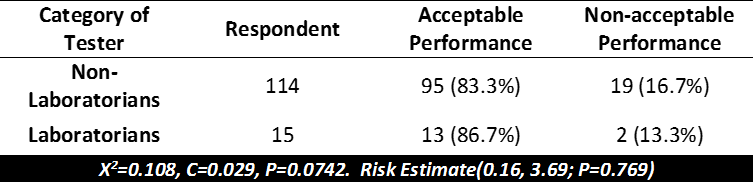 Category of Tester Respondent Acceptable Performance Non-acceptable Performance
Non-Laboratorians 114 95 (83.3%) 19 (16.7%)
Laboratorians 15 13 (86.7%) 2 (13.3%)
X²=0.108, C=0.029, P=0.0742. Risk Estimate(0.16, 3.69; P=0.769)